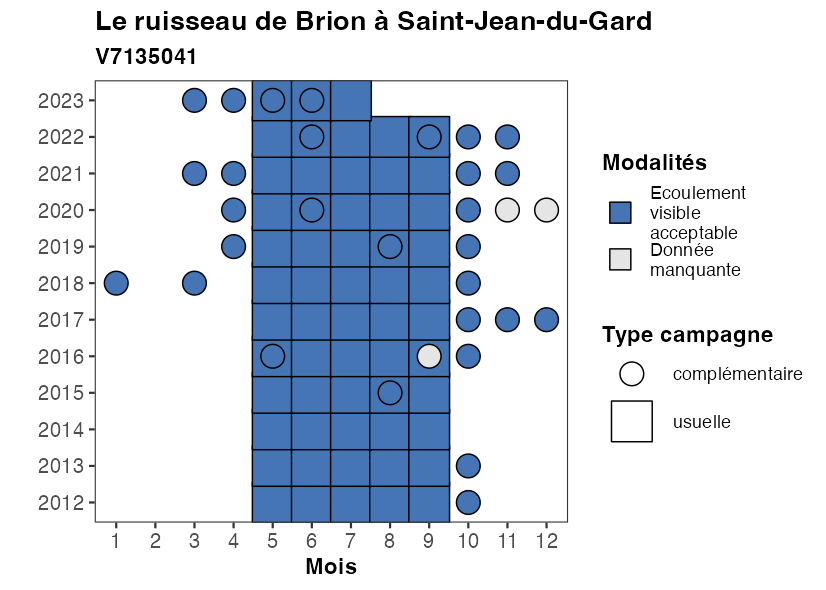 Le ruisseau de Brion à Saint-Jean-du-Gard
V7135041
2023
2022
2021
2020
2019
2018
2017
2016
2015
2014
2013
2012
1 2 3 4 5 6 7 8 9 10 11 12
Mois
Modalités
Ecoulement
visible
acceptable
Donnée
manquante
Type campagne
complémentaire
usuelle